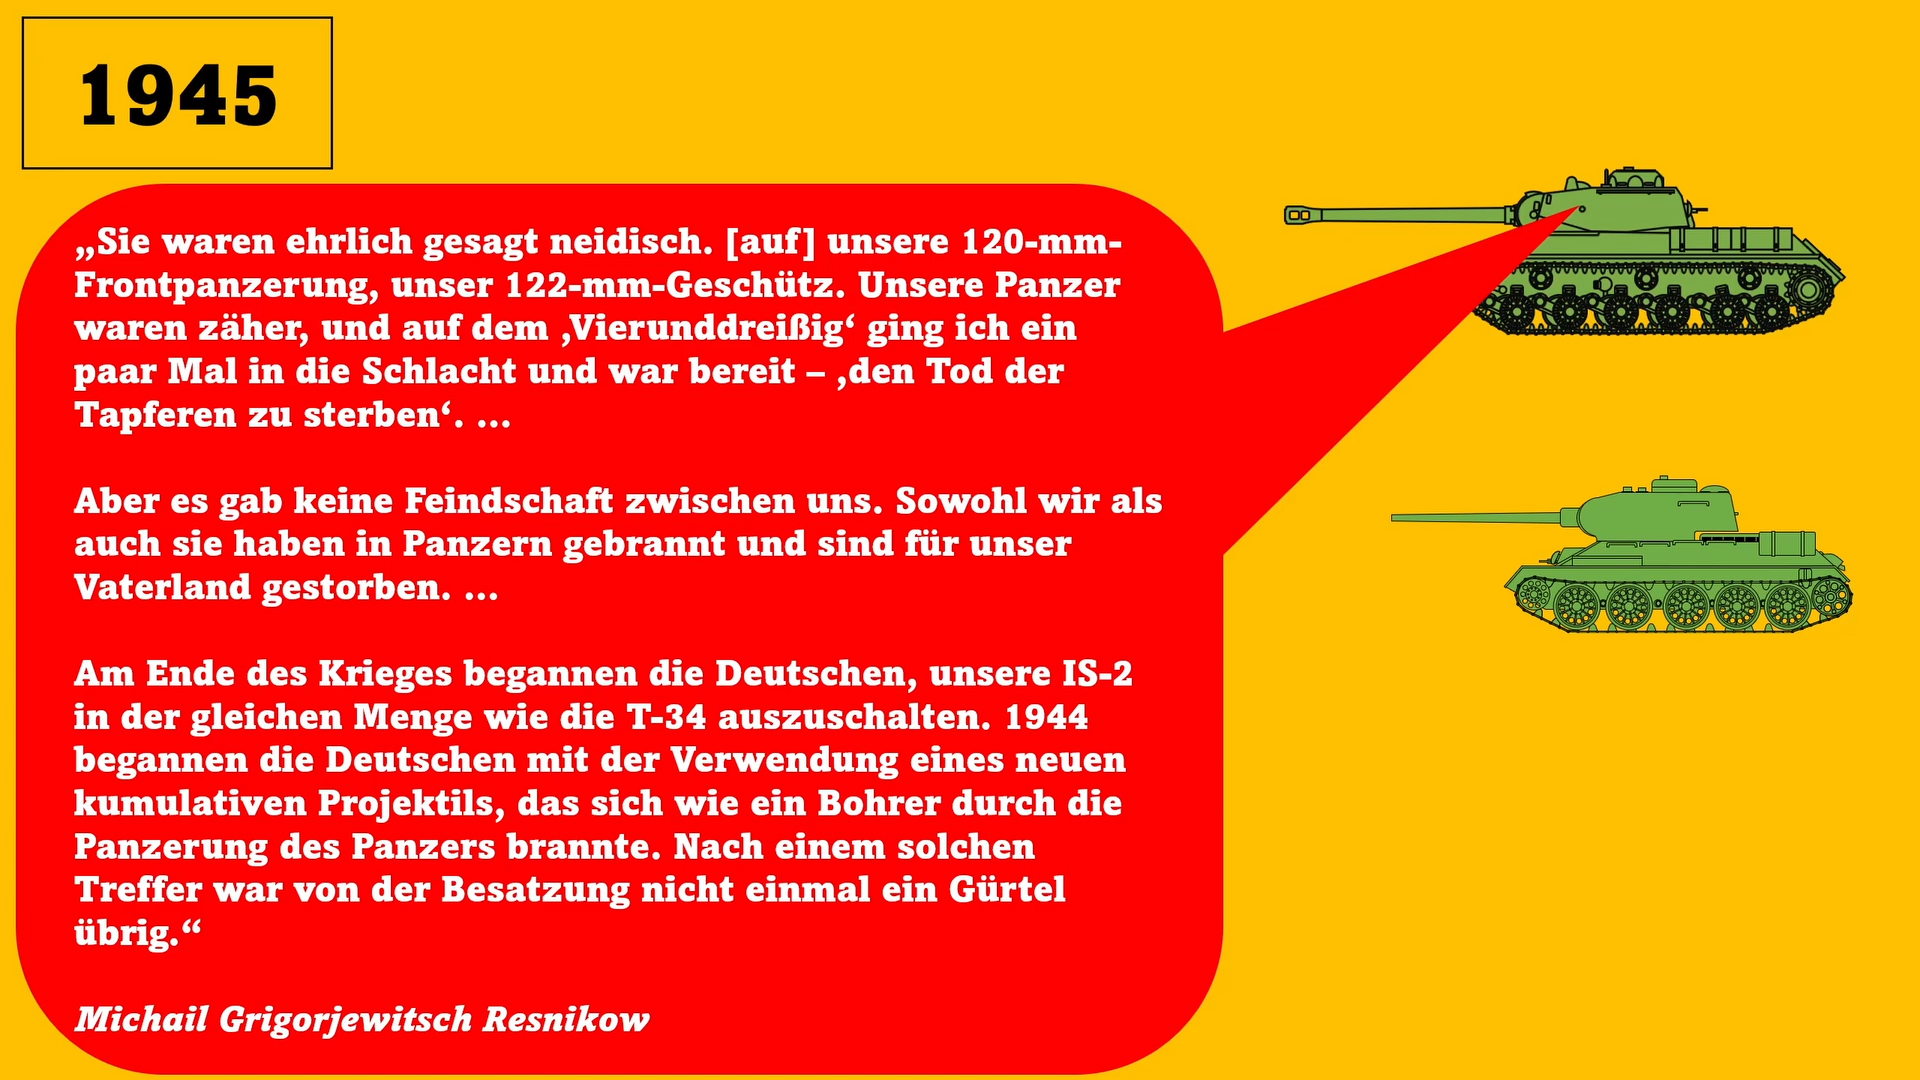 1945
„Sie waren ehrlich gesagt neidisch. [auf] unsere 120-mm-
Frontpanzerung, unser 122-mm-Geschütz. Unsere Panzer
waren zäher, und auf dem ‚Vierunddreißig‘ ging ich ein
paar Mal in die Schlacht und war bereit – ‚den Tod der
Tapferen zu sterben‘. ...
Aber es gab keine Feindschaft zwischen uns. Sowohl wir als
auch sie haben in Panzern gebrannt und sind für unser
Vaterland gestorben. ...
Am Ende des Krieges begannen die Deutschen, unsere IS-2
in der gleichen Menge wie die T-34 auszuschalten. 1944
begannen die Deutschen mit der Verwendung eines neuen
kumulativen Projektils, das sich wie ein Bohrer durch die
Panzerung des Panzers brannte. Nach einem solchen
Treffer war von der Besatzung nicht einmal ein Gürtel
übrig.“
Michail Grigorjewitsch Resnikow